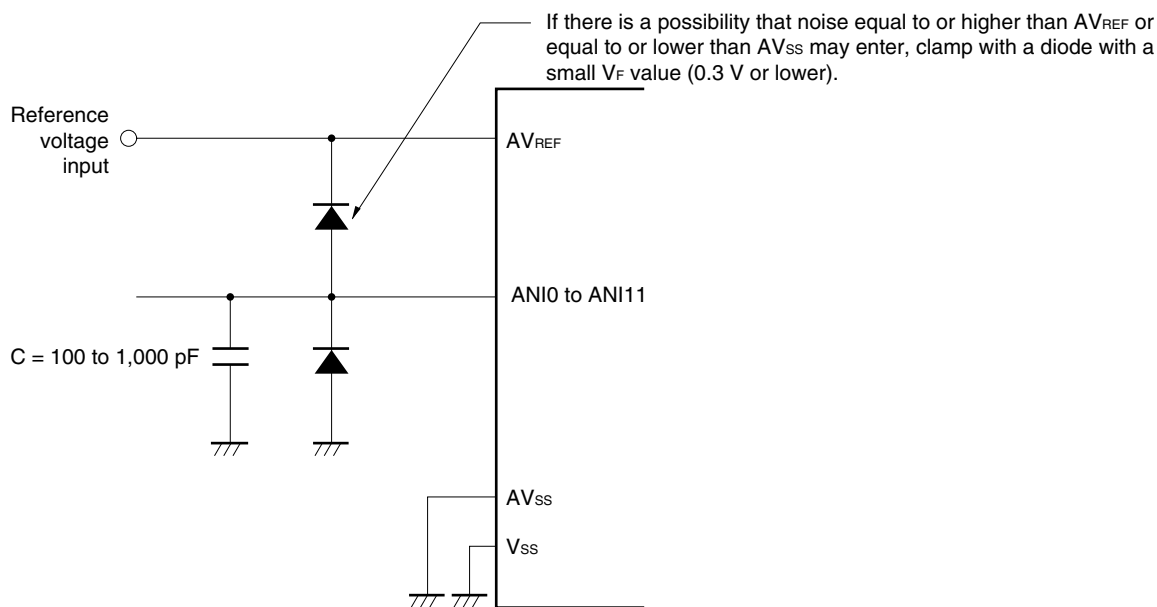 If there is a possibility that noise equal to or higher than AVREF or
equal to or lower than AVSS may enter, clamp with a diode with a
small VF value (0.3 V or lower).
Reference
voltage
input
AVREF
ANI0 to ANI11
C = 100 to 1,000 pF
AVSS
VSS